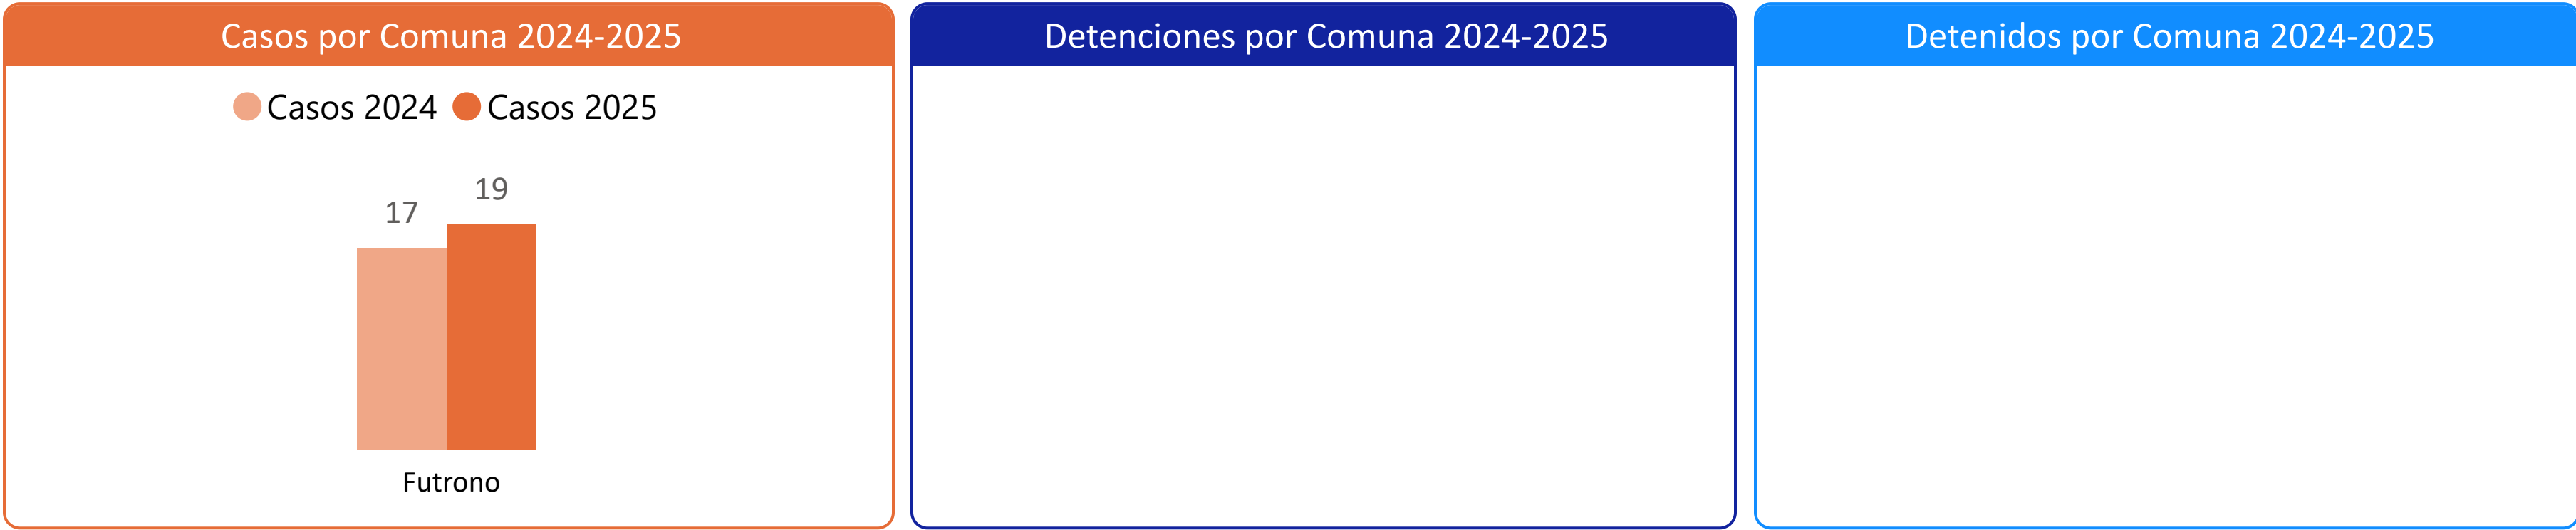 Casos por Comuna 2024-2025
Casos 2024 Casos 2025
19
17
Futrono
Detenciones por Comuna 2024-2025
Detenidos por Comuna 2024-2025